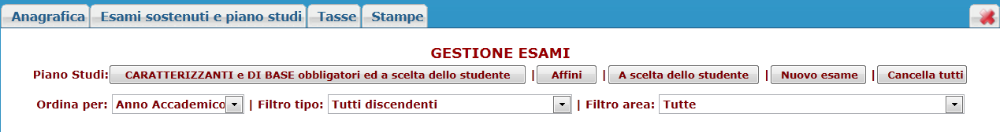 Anagrafica Esami sostenuti e piano studi Tasse Stampe
GESTIONE ESAMI
Piano Studi: CARATTERIZZANTI e DI BASE obbligatori ed a scelta dello studente | Affini | A scelta dello studente | Nuovo esame | Cancella tutti
Ordina per: Anno Accademico | Filtro tipo: Tutti discendenti | Filtro area: Tutte